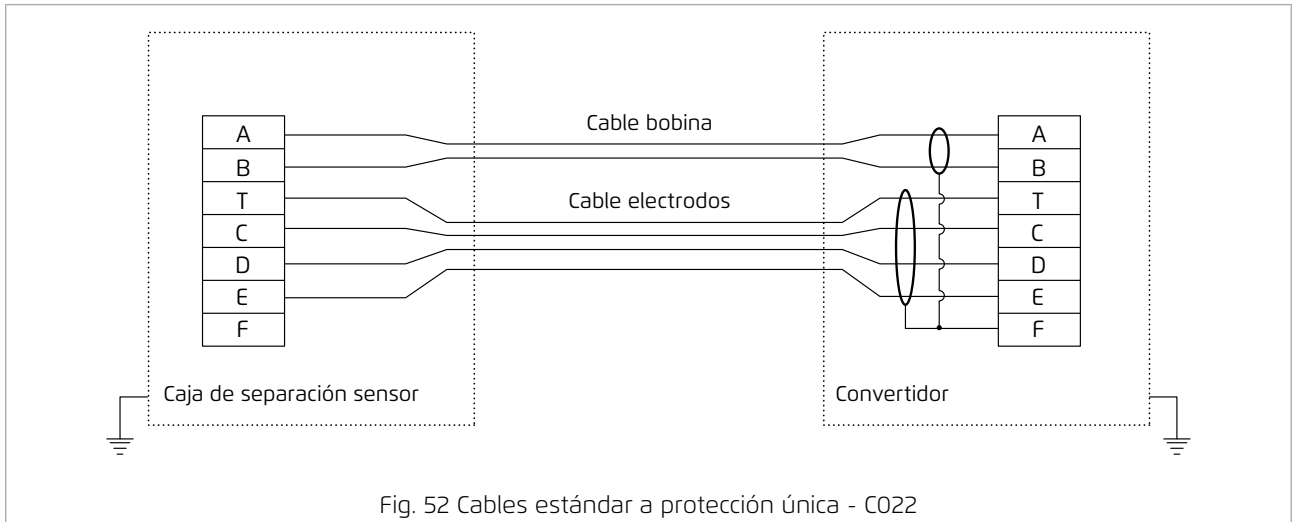 A
B
T
C
D
E
F
Caja de separación sensor
Cable bobina
Cable electrodos
A
B
T
C
D
E
F
Convertidor
Fig. 52 Cables estándar a protección única - C022